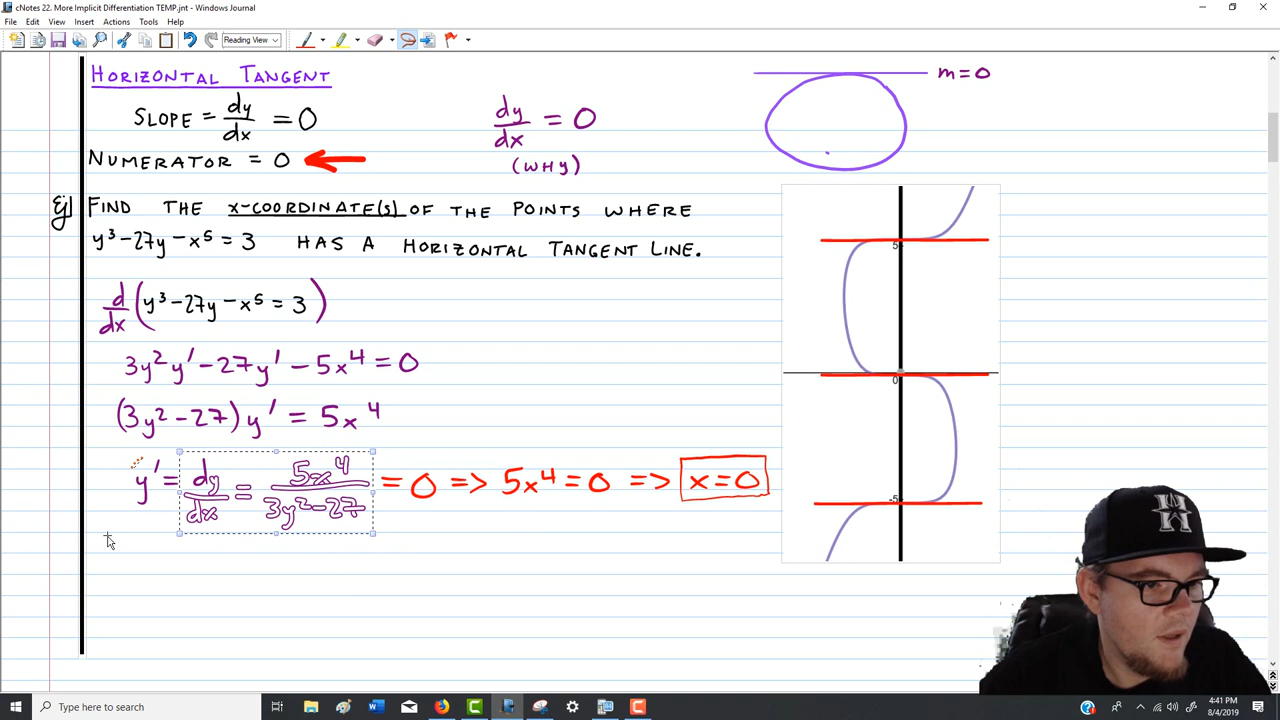 cNotes 22. More Implicit Differentiation TEMP.jnt - Windows Journal
File Edit View Insert Actions Tools Help
Reading View
HORIZONTAL TANGENT
m = 0
SLOPE = dy/dx = 0
dy/dx = 0
NUMERATOR = 0
(WHY)
Ej) FIND THE x-COORDINATE(S) OF THE POINTS WHERE
y³ - 27y - x⁵ = 3 HAS A HORIZONTAL TANGENT LINE.
5
d/dx (y³ - 27y - x⁵ = 3)
3y²y' - 27y' - 5x⁴ = 0
0
(3y² - 27)y' = 5x⁴
y' = dy/dx = 5x⁴/(3y² - 27) = 0 => 5x⁴ = 0 => x = 0
-5
H
Type here to search
4:41 PM
8/4/2019